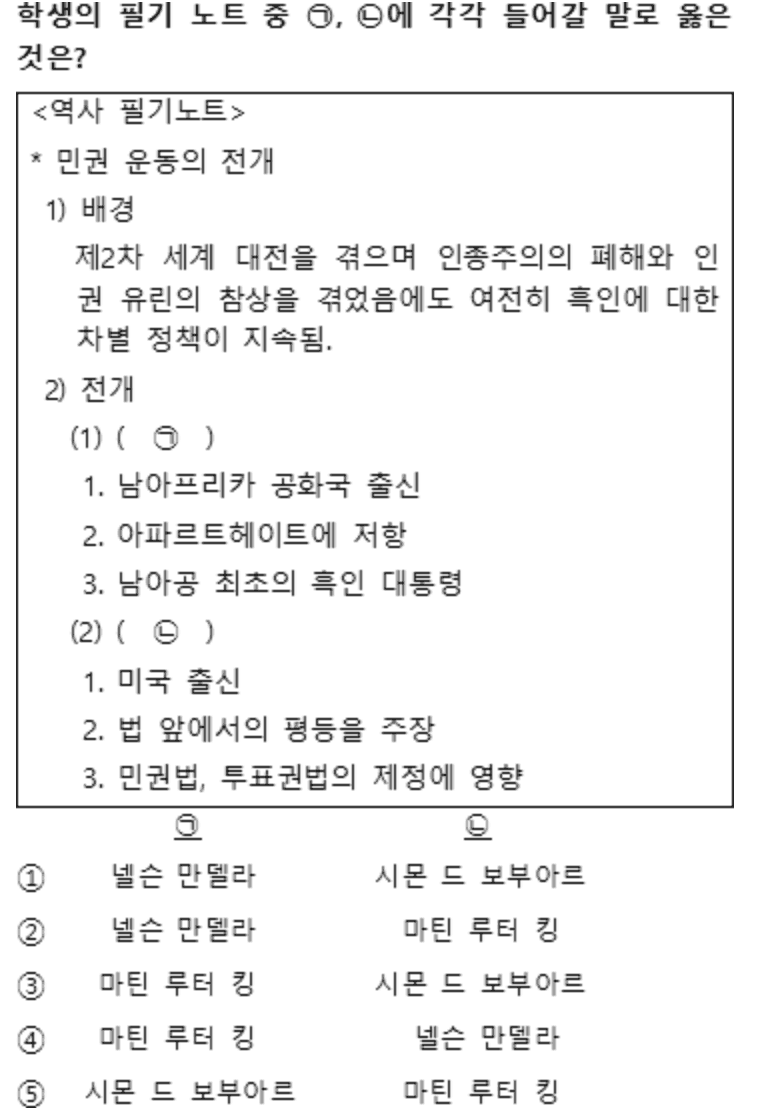 학생의 필기 노트 중 ㉠, ㉡에 각각 들어갈 말로 옳은
것은?
<역사 필기노트>
* 민권 운동의 전개
1) 배경
제2차 세계 대전을 겪으며 인종주의의 폐해와 인
권 유린의 참상을 겪었음에도 여전히 흑인에 대한
차별 정책이 지속됨.
2) 전개
(1) ( ㉠ )
1. 남아프리카 공화국 출신
2. 아파르트헤이트에 저항
3. 남아공 최초의 흑인 대통령
(2) ( ㉡ )
1. 미국 출신
2. 법 앞에서의 평등을 주장
3. 민권법, 투표권법의 제정에 영향
㉠ ㉡
① 넬슨 만델라 시몬 드 보부아르
② 넬슨 만델라 마틴 루터 킹
③ 마틴 루터 킹 시몬 드 보부아르
④ 마틴 루터 킹 넬슨 만델라
⑤ 시몬 드 보부아르 마틴 루터 킹